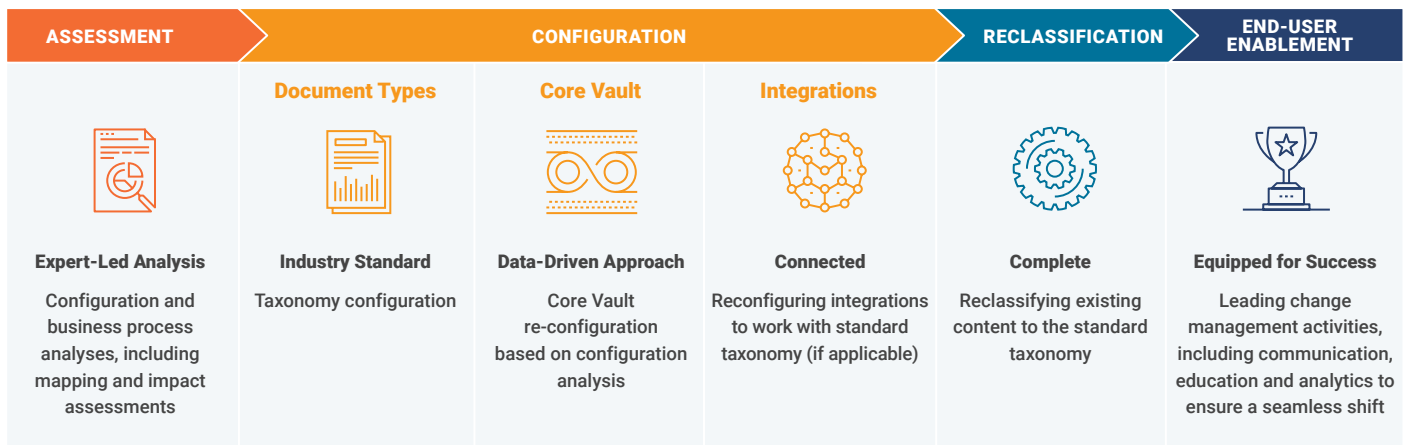 ASSESSMENT
CONFIGURATION
RECLASSIFICATION
END-USER
ENABLEMENT
Document Types
Core Vault
Integrations
Expert-Led Analysis
Configuration and
business process
analyses, including
mapping and impact
assessments
Industry Standard
Taxonomy configuration
Data-Driven Approach
Core Vault
re-configuration
based on configuration
analysis
Connected
Reconfiguring integrations
to work with standard
taxonomy (if applicable)
Complete
Reclassifying existing
content to the standard
taxonomy
Equipped for Success
Leading change
management activities,
including communication,
education and analytics to
ensure a seamless shift